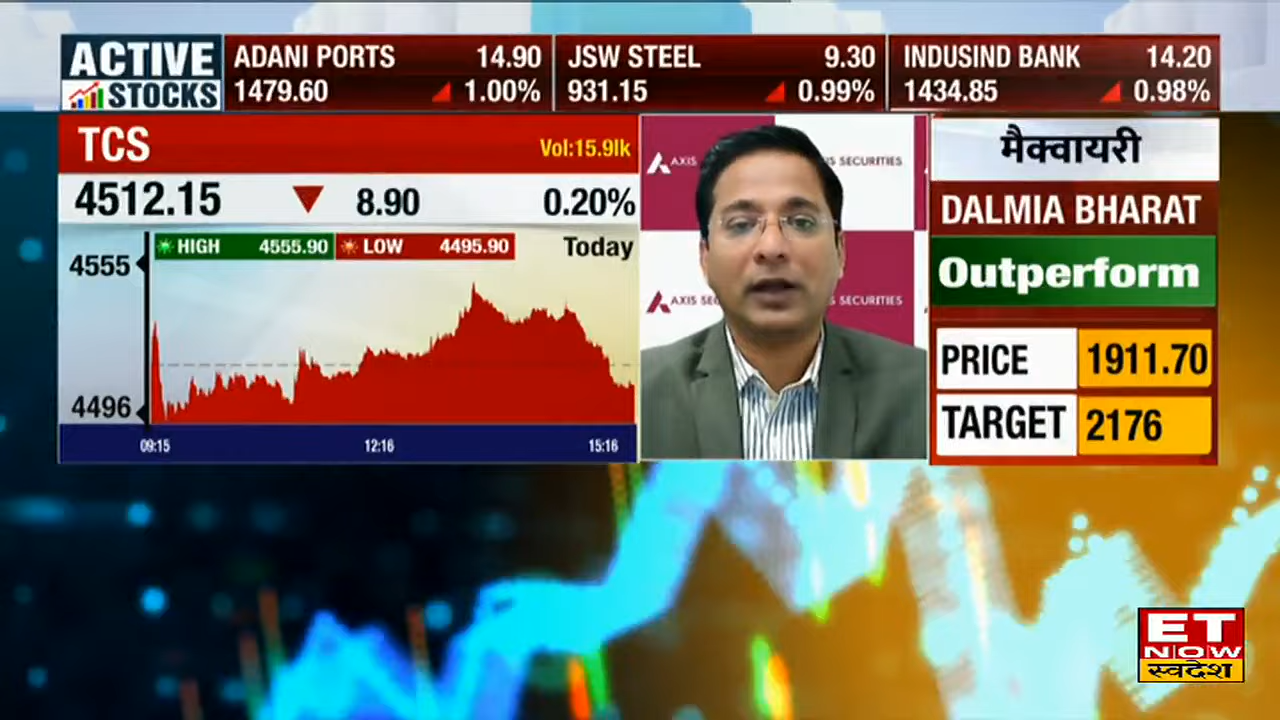 ACTIVE
STOCKS
ADANI PORTS 14.90
1479.60 1.00%
JSW STEEL 9.30
931.15 0.99%
INDUSIND BANK 14.20
1434.85 0.98%
TCS Vol:15.9lk
4512.15 8.90 0.20%
HIGH 4555.90 LOW 4495.90 Today
4555
4496
09:15 12:16 15:16
AXIS
SECURITIES
AXIS SEC
SECURITIES
मैक्वायरी
DALMIA BHARAT
Outperform
PRICE 1911.70
TARGET 2176
ET
NOW
स्वदेश